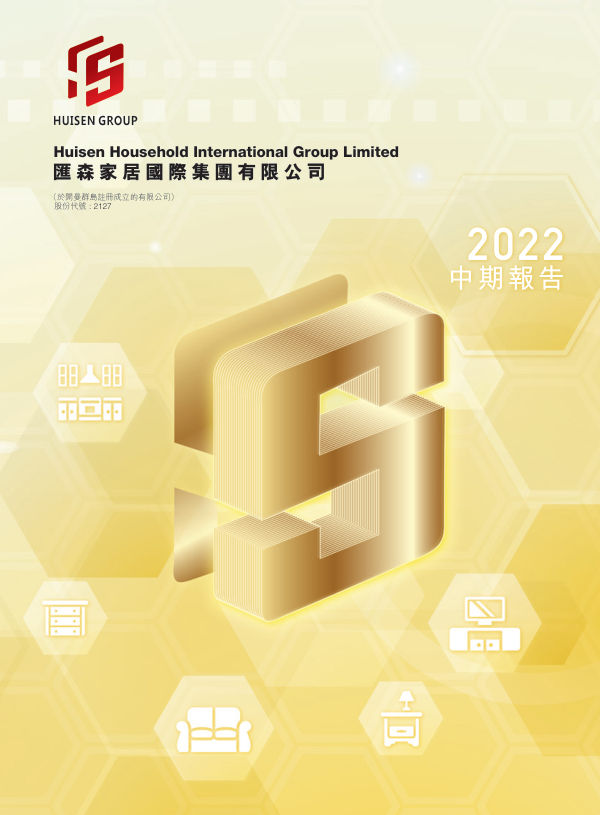 HUISEN GROUP
Huisen Household International Group Limited
匯森家居國際集團有限公司
(於開曼群島註冊成立的有限公司)
股份代號 : 2127
2022
中期報告